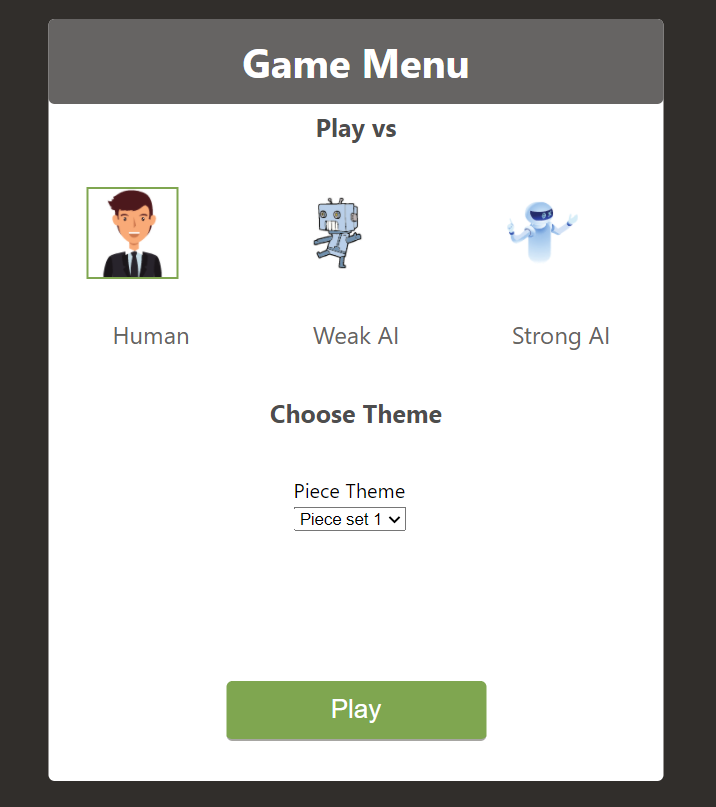 Game Menu
Play vs
Human
Weak AI
Strong AI
Choose Theme
Piece Theme
Piece set 1
Play